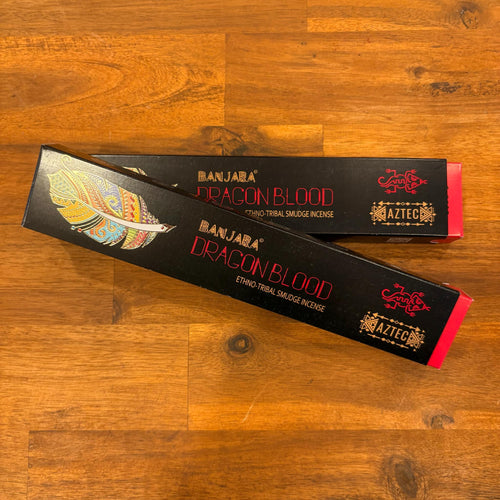 BANJARA®
DRAGON BLOOD
ETHNO-TRIBAL SMUDGE INCENSE
AZTEC
BANJARA®
DRAGON BLOOD
ETHNO-TRIBAL SMUDGE INCENSE
AZTEC